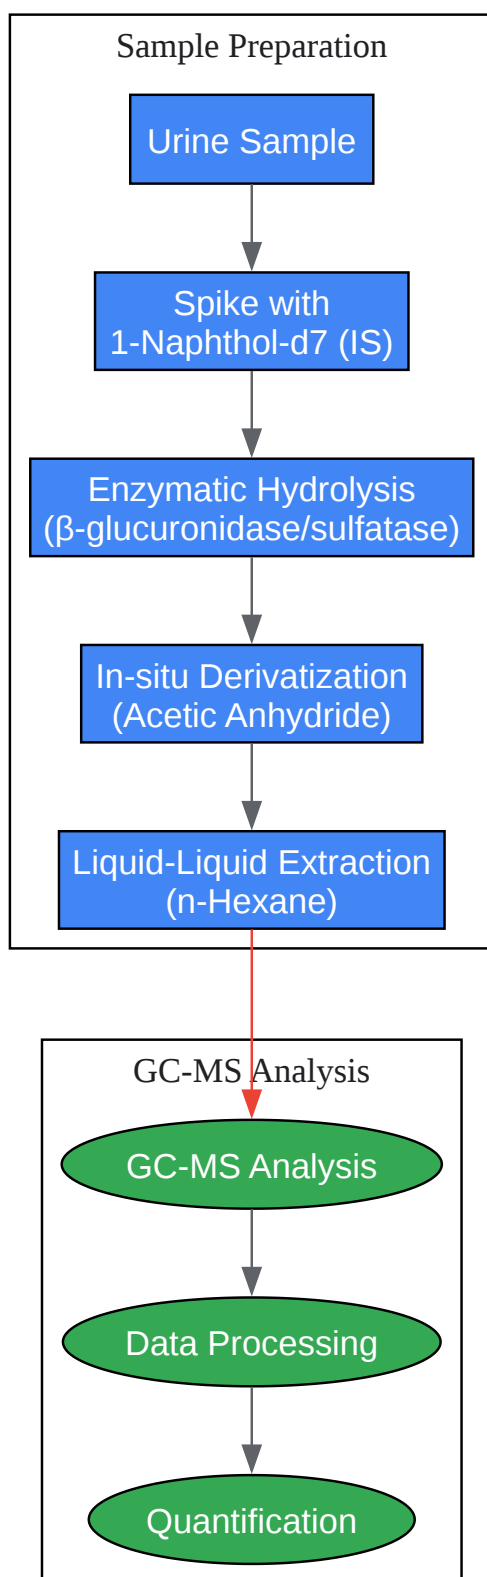 Sample Preparation
Urine Sample
Spike with
1-Naphthol-d7 (IS)
Enzymatic Hydrolysis
(β-glucuronidase/sulfatase)
In-situ Derivatization
(Acetic Anhydride)
Liquid-Liquid Extraction
(n-Hexane)
GC-MS Analysis
GC-MS Analysis
Data Processing
Quantification